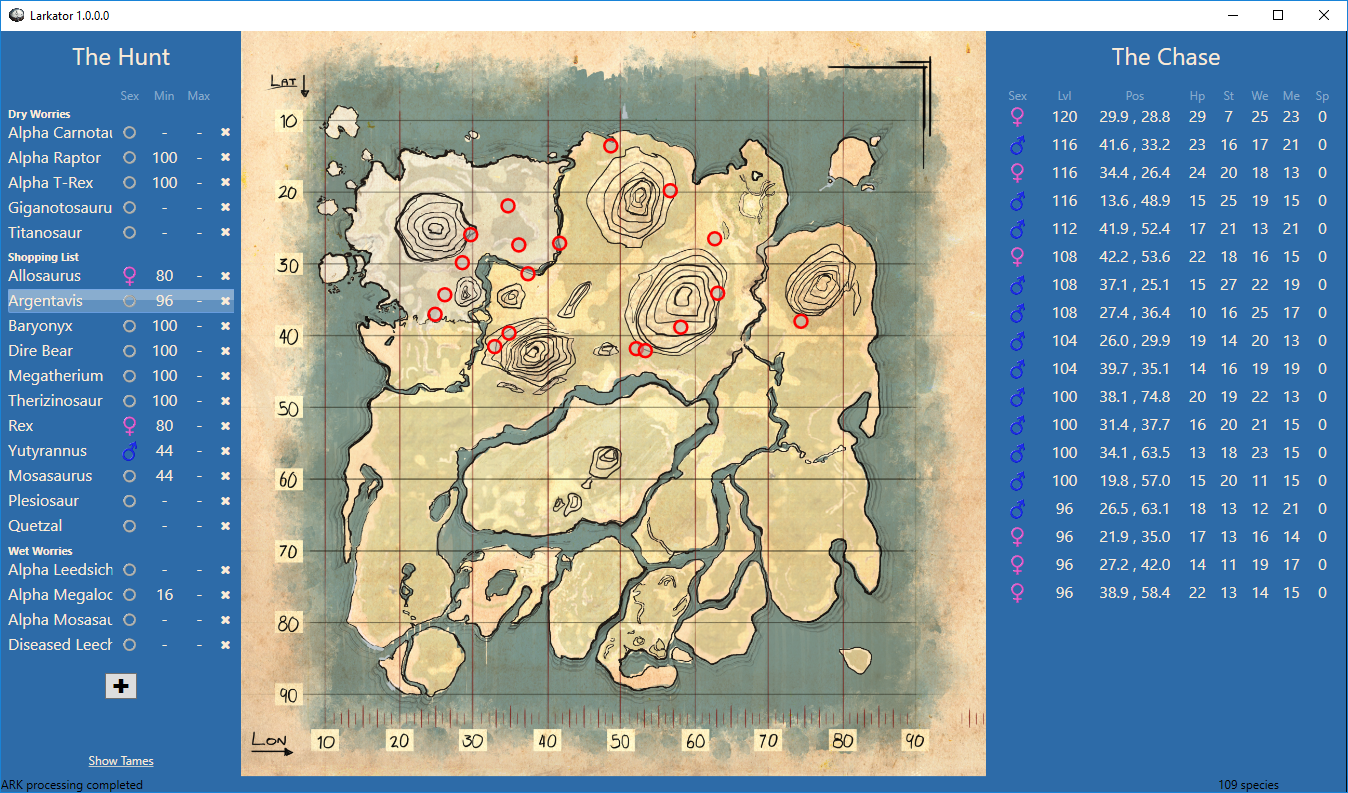 Larkator 1.0.0.0
The Hunt
Sex Min Max
Dry Worries
Alpha Carnotau - -
Alpha Raptor 100 -
Alpha T-Rex 100 -
Giganotosauru - -
Titanosaur - -
Shopping List
Allosaurus 80 -
Argentavis 96 -
Baryonyx 100 -
Dire Bear 100 -
Megatherium 100 -
Therizinosaur 100 -
Rex 80 -
Yutyrannus 44 -
Mosasaurus 44 -
Plesiosaur - -
Quetzal - -
Wet Worries
Alpha Leedsich - -
Alpha Megaloc 16 -
Alpha Mosasau - -
Diseased Leech - -
Show Tames
ARK processing completed
LAT
10
20
30
40
50
60
70
80
90
LON 10 20 30 40 50 60 70 80 90
The Chase
Sex Lvl Pos Hp St We Me Sp
120 29.9 , 28.8 29 7 25 23 0
116 41.6 , 33.2 23 16 17 21 0
116 34.4 , 26.4 24 20 18 13 0
116 13.6 , 48.9 15 25 19 15 0
112 41.9 , 52.4 17 21 13 21 0
108 42.2 , 53.6 22 18 16 15 0
108 37.1 , 25.1 15 27 22 19 0
108 27.4 , 36.4 10 16 25 17 0
104 26.0 , 29.9 19 14 20 13 0
104 39.7 , 35.1 14 16 19 19 0
100 38.1 , 74.8 20 19 22 13 0
100 31.4 , 37.7 16 20 21 15 0
100 34.1 , 63.5 13 18 23 15 0
100 19.8 , 57.0 15 20 11 15 0
96 26.5 , 63.1 18 13 12 21 0
96 21.9 , 35.0 17 13 16 14 0
96 27.2 , 42.0 14 11 19 17 0
96 38.9 , 58.4 22 13 14 15 0
109 species